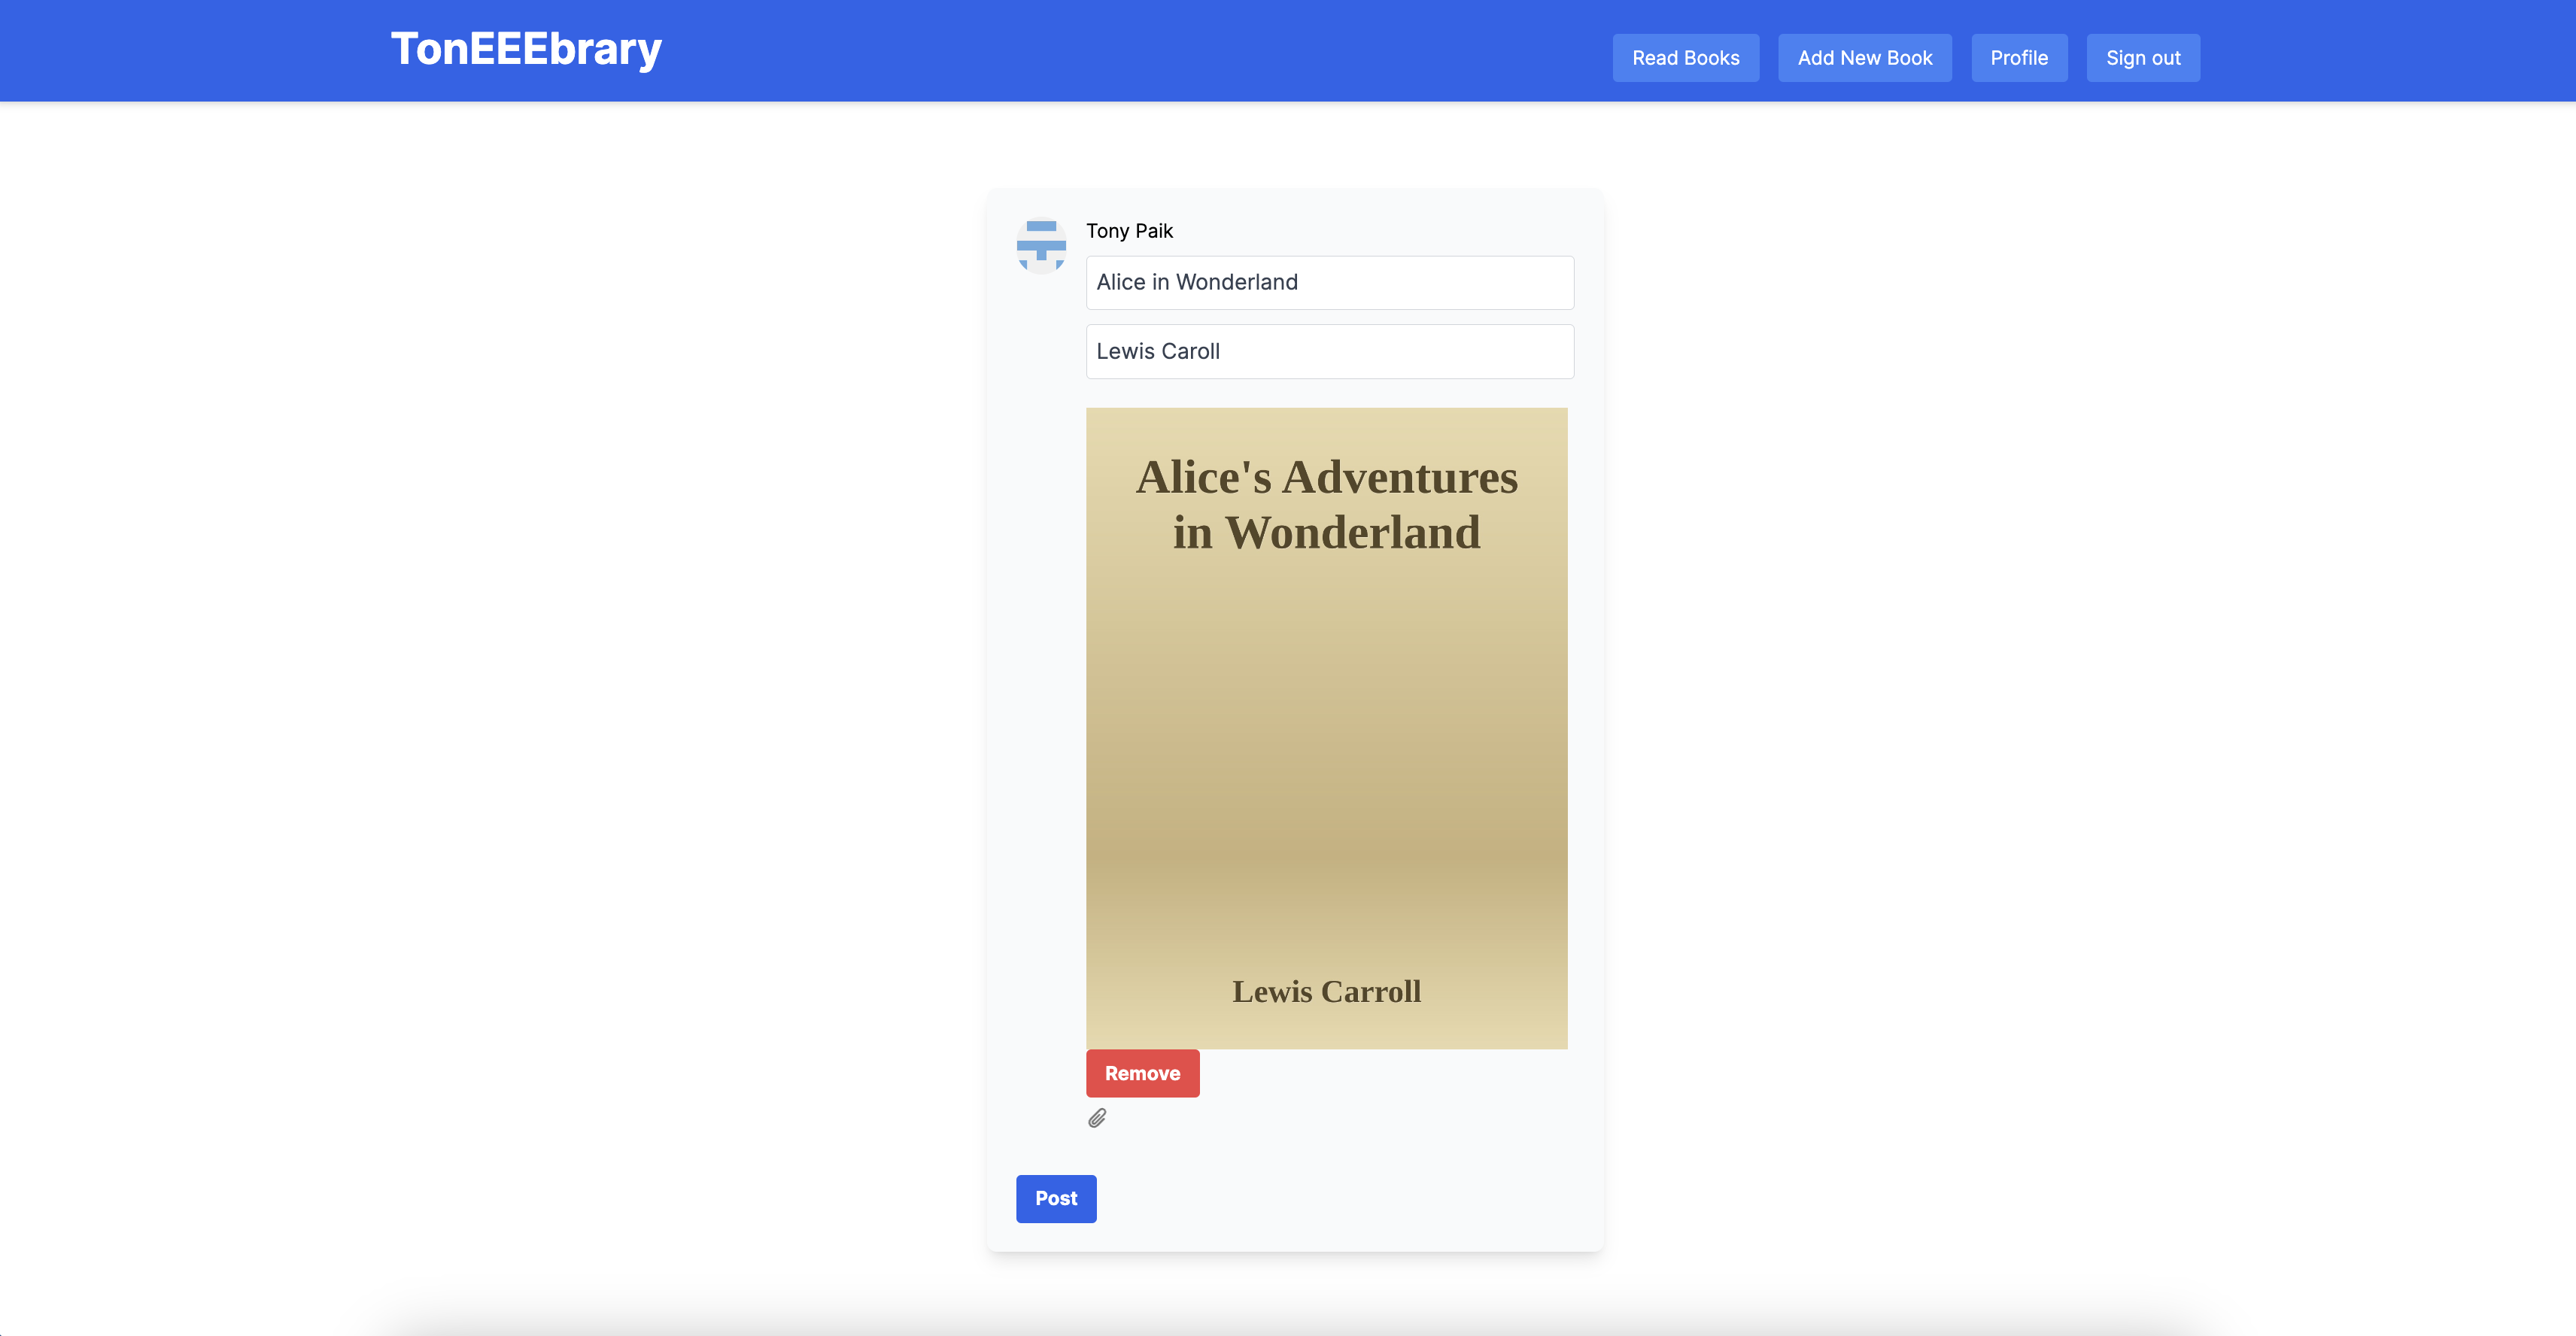 TonEEEbrary
Read Books
Add New Book
Profile
Sign out
Tony Paik
Alice in Wonderland
Lewis Caroll
Alice's Adventures
in Wonderland
Lewis Carroll
Remove
Post